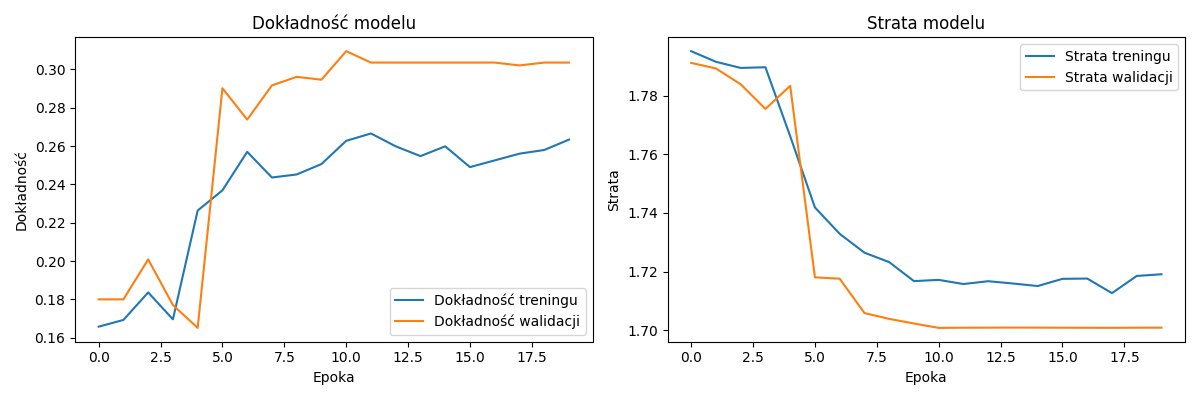 Dokładność modelu
Dokładność
0.30
0.28
0.26
0.24
0.22
0.20
0.18
0.16
0.0 2.5 5.0 7.5 10.0 12.5 15.0 17.5
Epoka
Dokładność treningu
Dokładność walidacji
Strata modelu
Strata
1.78
1.76
1.74
1.72
1.70
0.0 2.5 5.0 7.5 10.0 12.5 15.0 17.5
Epoka
Strata treningu
Strata walidacji